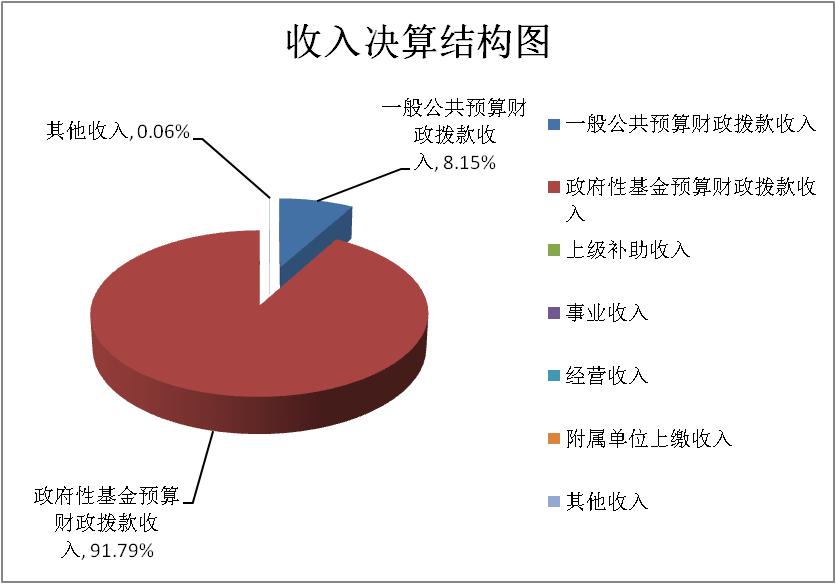 收入决算结构图
其他收入, 0.06%
一般公共预算财
政拨款收
入, 8.15%
政府性基金预算
财政拨款收
入, 91.79%
一般公共预算财政拨款收入
政府性基金预算财政拨款收
入
上级补助收入
事业收入
经营收入
附属单位上缴收入
其他收入